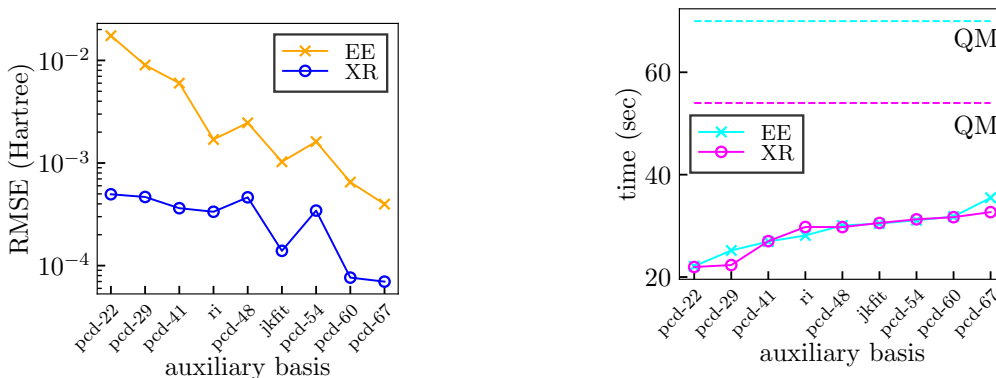 RMSE (Hartree)
10⁻²
10⁻³
10⁻⁴
EE
XR
pcd-22
pcd-29
pcd-41
ri
pcd-48
jkfit
pcd-54
pcd-60
pcd-67
auxiliary basis
time (sec)
60
40
20
QM
QM
EE
XR
pcd-22
pcd-29
pcd-41
ri
pcd-48
jkfit
pcd-54
pcd-60
pcd-67
auxiliary basis